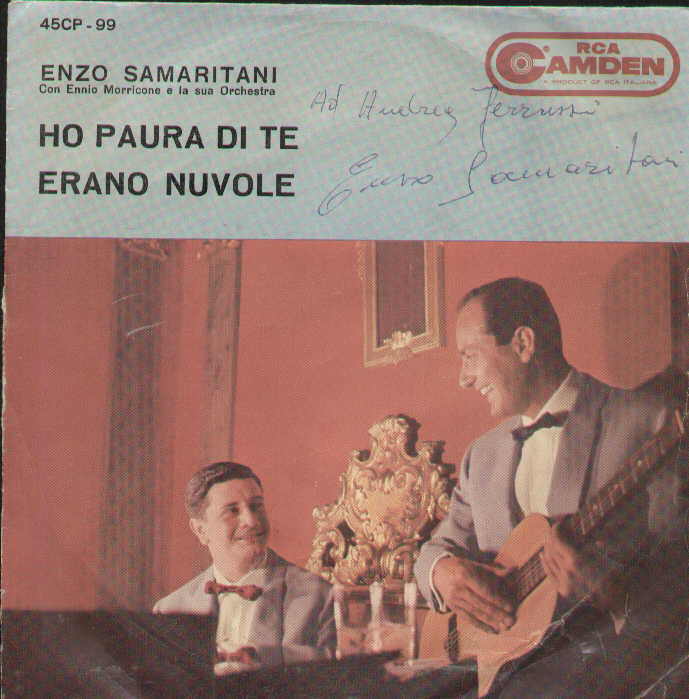 45CP - 99
RCA
CAMDEN
A PRODUCT OF RCA ITALIANA
ENZO SAMARITANI
Con Ennio Morricone e la sua Orchestra
HO PAURA DI TE
ERANO NUVOLE
Ad Andrea
Enzo Samaritani